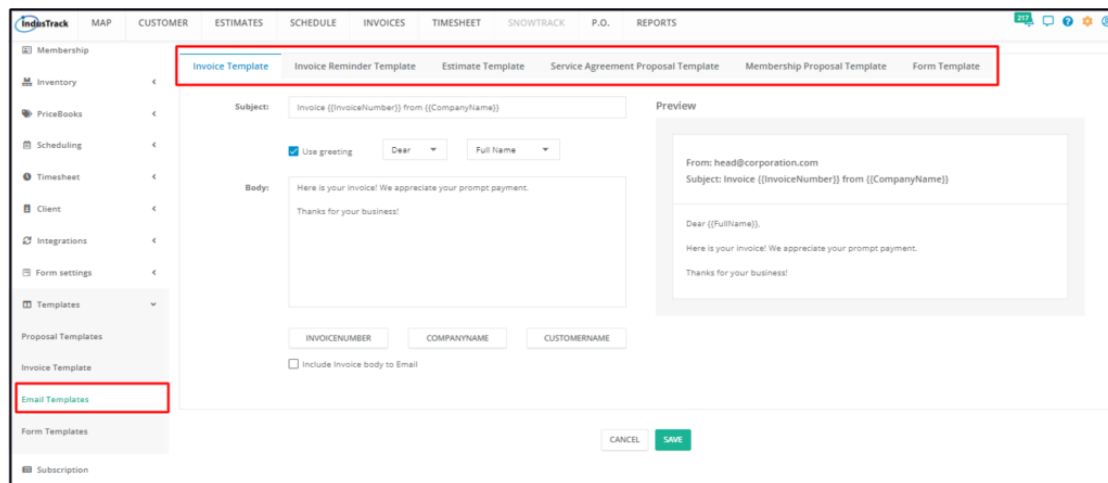 IndusTrack MAP CUSTOMER ESTIMATES SCHEDULE INVOICES TIMESHEET SNOWTRACK P.O. REPORTS 217
Membership
Inventory
PriceBooks
Scheduling
Timesheet
Client
Integrations
Form settings
Templates
Proposal Templates
Invoice Template
Email Templates
Form Templates
Subscription
Invoice Template Invoice Reminder Template Estimate Template Service Agreement Proposal Template Membership Proposal Template Form Template
Subject: Invoice {{InvoiceNumber}} from {{CompanyName}}
Use greeting Dear Full Name
Body: Here is your invoice! We appreciate your prompt payment.
Thanks for your business!
INVOICENUMBER COMPANYNAME CUSTOMERNAME
Include Invoice body to Email
Preview
From: head@corporation.com
Subject: Invoice {{InvoiceNumber}} from {{CompanyName}}
Dear {{FullName}},
Here is your invoice! We appreciate your prompt payment.
Thanks for your business!
CANCEL SAVE